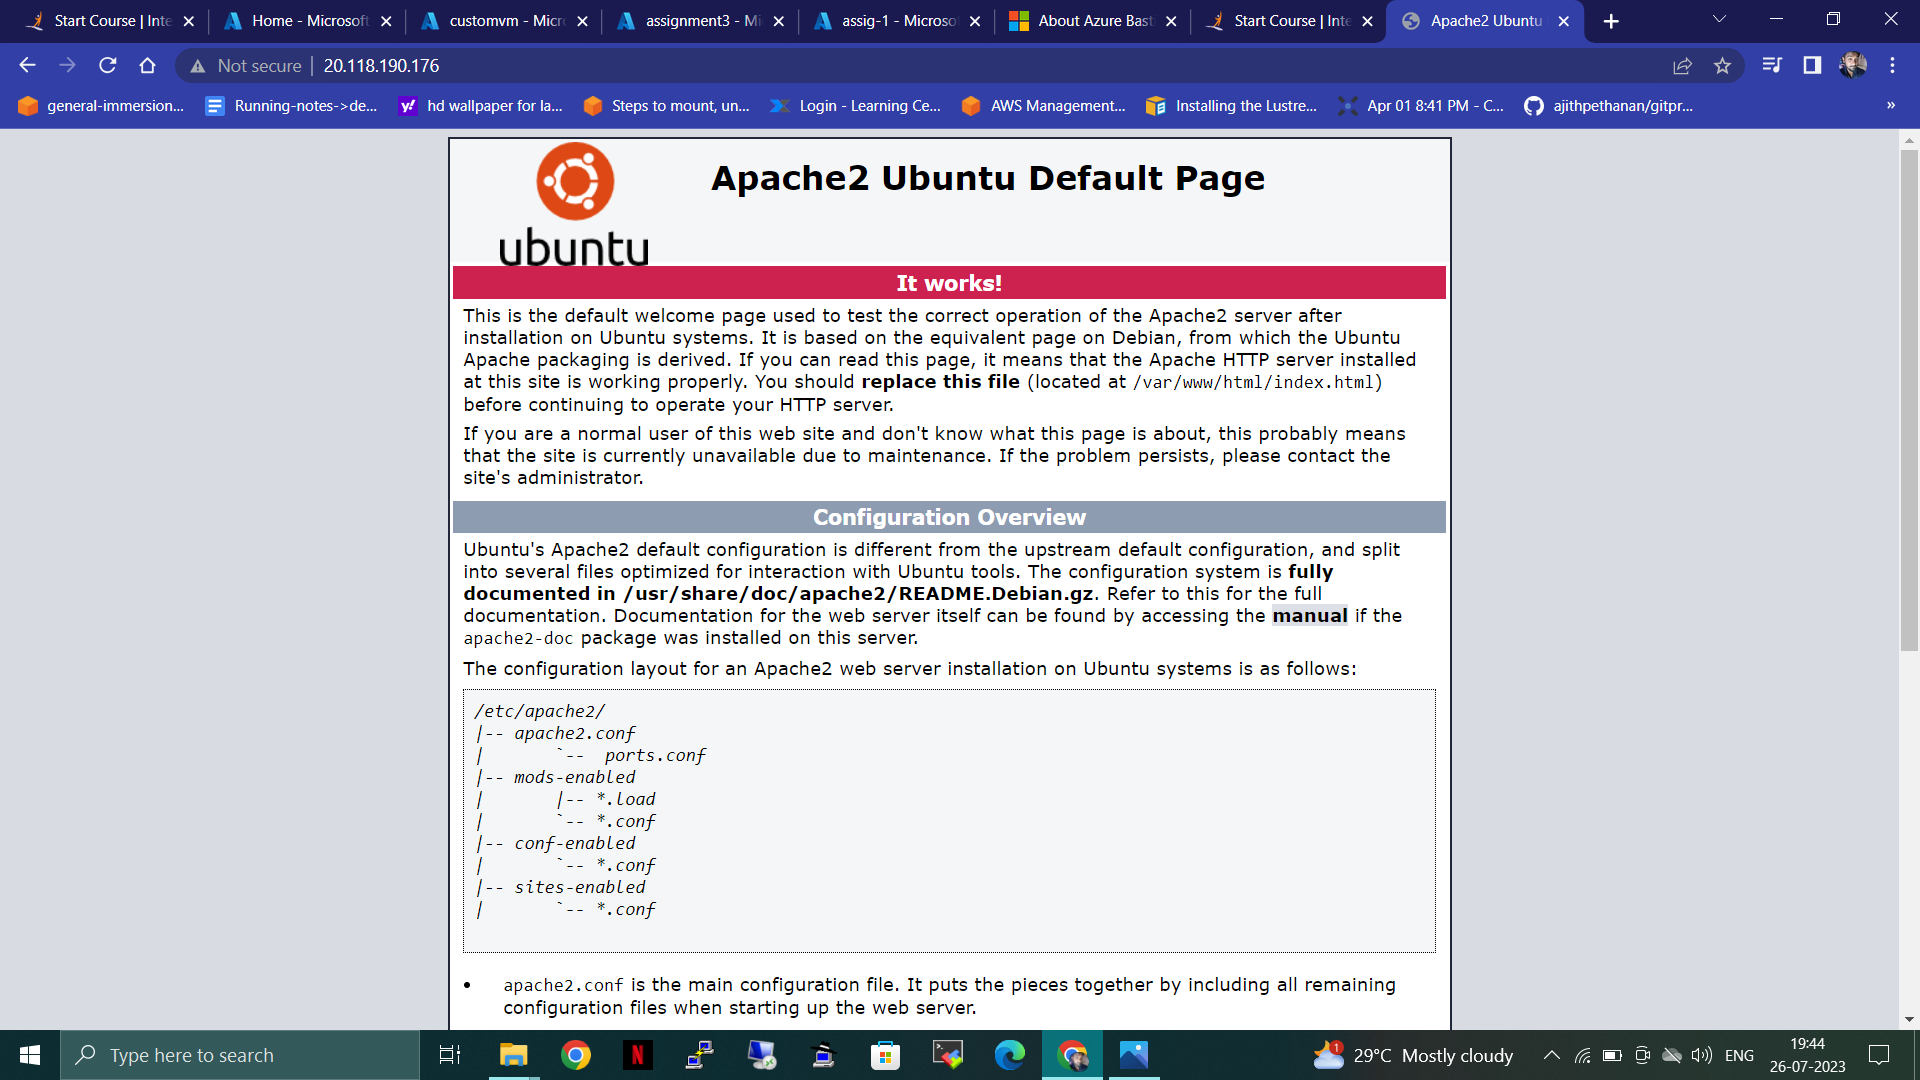 Start Course | Inte
Home - Microsoft
customvm - Micr
assignment3 - Mi
assig-1 - Microso
About Azure Bast
Start Course | Inte
Apache2 Ubuntu
Not secure
20.118.190.176
general-immersion...
Running-notes->de...
hd wallpaper for la...
Steps to mount, un...
Login - Learning Ce...
AWS Management...
Installing the Lustre...
Apr 01 8:41 PM - C...
ajithpethanan/gitpr...
»
ubuntu
Apache2 Ubuntu Default Page
It works!
This is the default welcome page used to test the correct operation of the Apache2 server after
installation on Ubuntu systems. It is based on the equivalent page on Debian, from which the Ubuntu
Apache packaging is derived. If you can read this page, it means that the Apache HTTP server installed
at this site is working properly. You should replace this file (located at /var/www/html/index.html)
before continuing to operate your HTTP server.
If you are a normal user of this web site and don't know what this page is about, this probably means
that the site is currently unavailable due to maintenance. If the problem persists, please contact the
site's administrator.
Configuration Overview
Ubuntu's Apache2 default configuration is different from the upstream default configuration, and split
into several files optimized for interaction with Ubuntu tools. The configuration system is fully
documented in /usr/share/doc/apache2/README.Debian.gz. Refer to this for the full
documentation. Documentation for the web server itself can be found by accessing the manual if the
apache2-doc package was installed on this server.
The configuration layout for an Apache2 web server installation on Ubuntu systems is as follows:
/etc/apache2/
|-- apache2.conf
|       `--  ports.conf
|-- mods-enabled
|       |-- *.load
|       `-- *.conf
|-- conf-enabled
|       `-- *.conf
|-- sites-enabled
|       `-- *.conf
• apache2.conf is the main configuration file. It puts the pieces together by including all remaining
configuration files when starting up the web server.
Type here to search
N
1
29°C Mostly cloudy
ENG
19:44
26-07-2023